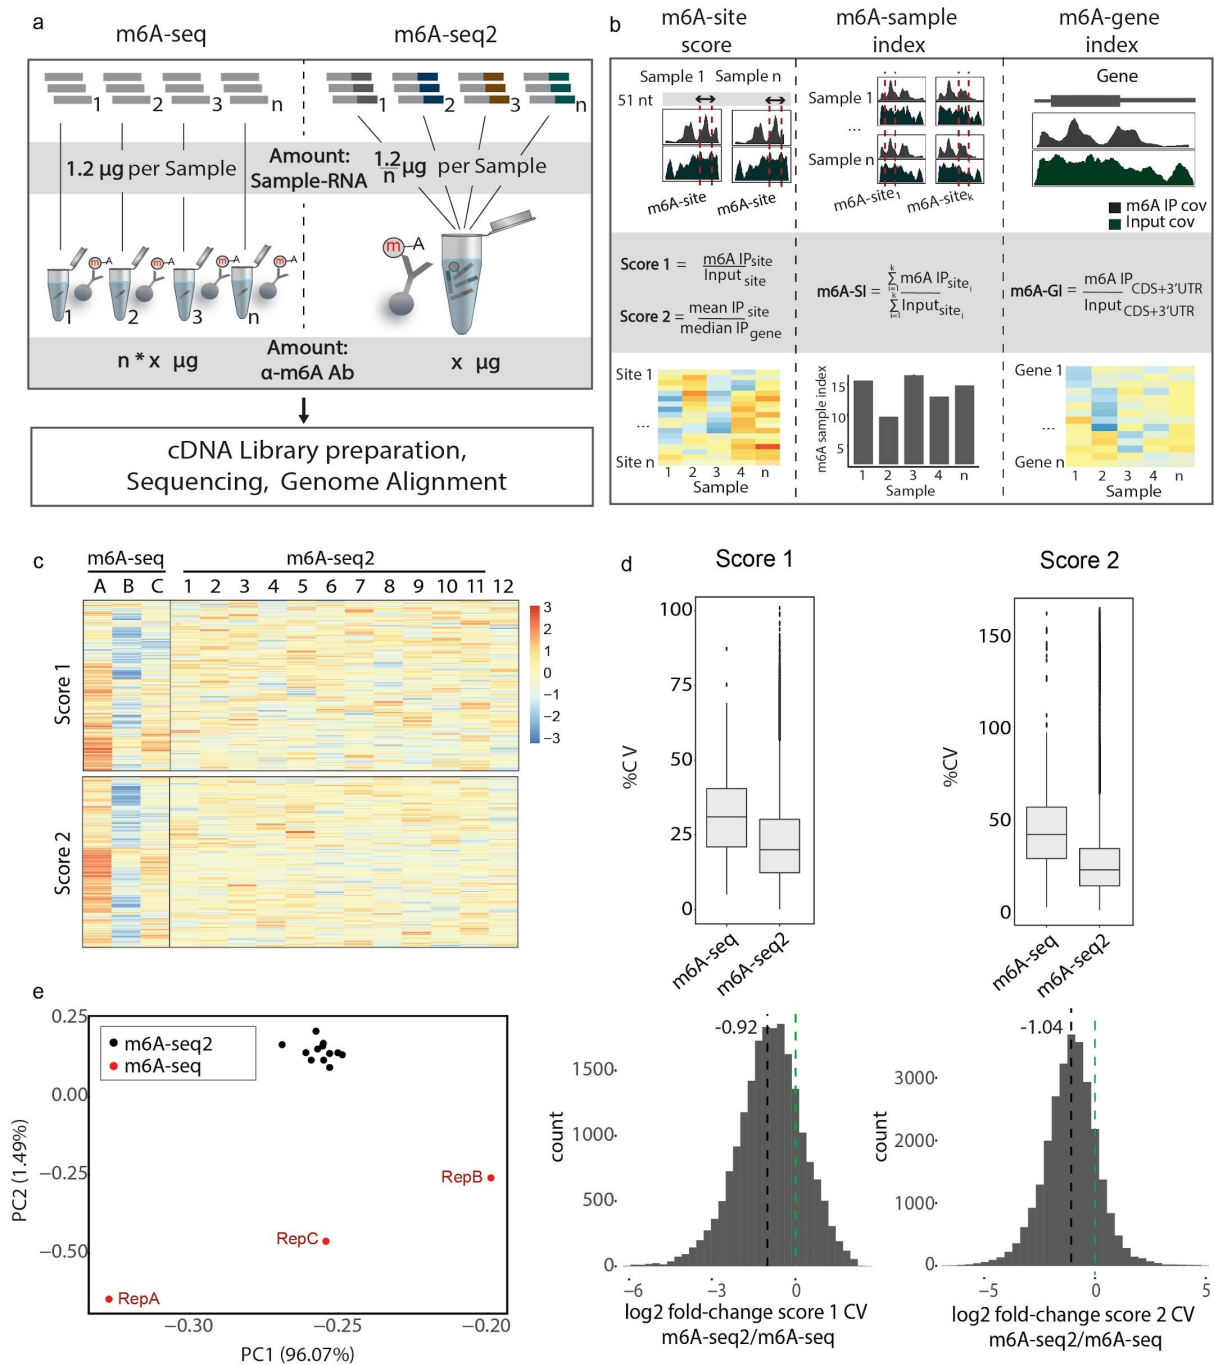 a
m6A-seq
m6A-seq2
1
2
3
n
1
2
3
n
1.2 µg per Sample
Amount:
Sample-RNA
1.2
n
µg per Sample
m
A
m
A
m
A
m
A
m
A
1
2
3
n
n * x µg
Amount:
α-m6A Ab
x µg
cDNA Library preparation,
Sequencing, Genome Alignment
b
m6A-site
score
m6A-sample
index
m6A-gene
index
Sample 1
Sample n
51 nt
m6A-site
m6A-site
Sample 1
...
Sample n
m6A-site1
m6A-sitek
Gene
m6A IP cov
Input cov
Score 1 = m6A IPsite
Input site
Score 2 = mean IP site
median IPgene
m6A-SI = k∑i=1 m6A IPsitei
k∑i=1 Inputsitei
m6A-GI = m6A IPCDS+3'UTR
Input CDS+3'UTR
Site 1
...
Site n
1 2 3 4 n
Sample
m6A sample index
15
10
5
1 2 3 4 n
Sample
Gene 1
...
Gene n
1 2 3 4 n
Sample
c
m6A-seq
m6A-seq2
A B C 1 2 3 4 5 6 7 8 9 10 11 12
Score 1
Score 2
3
2
1
0
−1
−2
−3
d
Score 1
%CV
100
75
50
25
0
m6A-seq
m6A-seq2
Score 2
%CV
150
100
50
0
m6A-seq
m6A-seq2
-0.92
count
1500
1000
500
0
−6 −3 0
log2 fold-change score 1 CV
m6A-seq2/m6A-seq
-1.04
count
3000
2000
1000
0
−5 0 5
log2 fold-change score 2 CV
m6A-seq2/m6A-seq
e
m6A-seq2
m6A-seq
0.25
0.00
−0.25
−0.50
PC2 (1.49%)
RepB
RepC
RepA
−0.30 −0.25 −0.20
PC1 (96.07%)